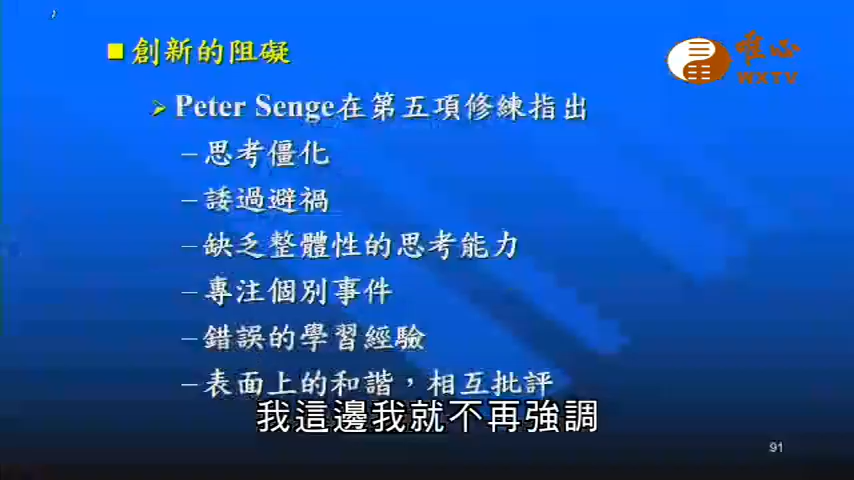 創新的阻礙
唯心
WXTV
Peter Senge在第五項修練指出
–思考僵化
–諉過避禍
–缺乏整體性的思考能力
–專注個別事件
–錯誤的學習經驗
–表面上的和諧，相互批評
我這邊我就不再強調
91